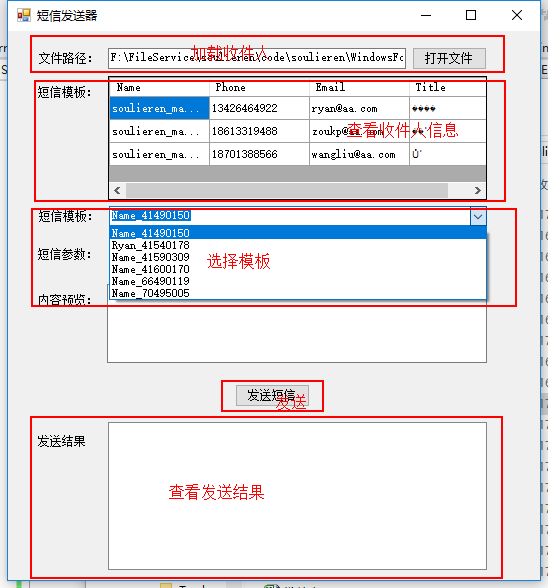 短信发送器
文件路径： F:\FileService\soulieren\code\soulieren\WindowsFo 打开文件
加载收件人
短信模板： Name Phone Email Title
soulieren_ma... 13426464922 ryan@aa.com
soulieren_ma... 18613319488 zoukp@aa.com
查看收件人信息
soulieren_ma... 18701388566 wangliu@aa.com
短信模板： Name_41490150
Name_41490150
Ryan_41540178
短信参数： Name_41590309
选择模板
Name_41600170
Name_66490119
内容预览： Name_70495005
发送短信
发送
发送结果
查看发送结果